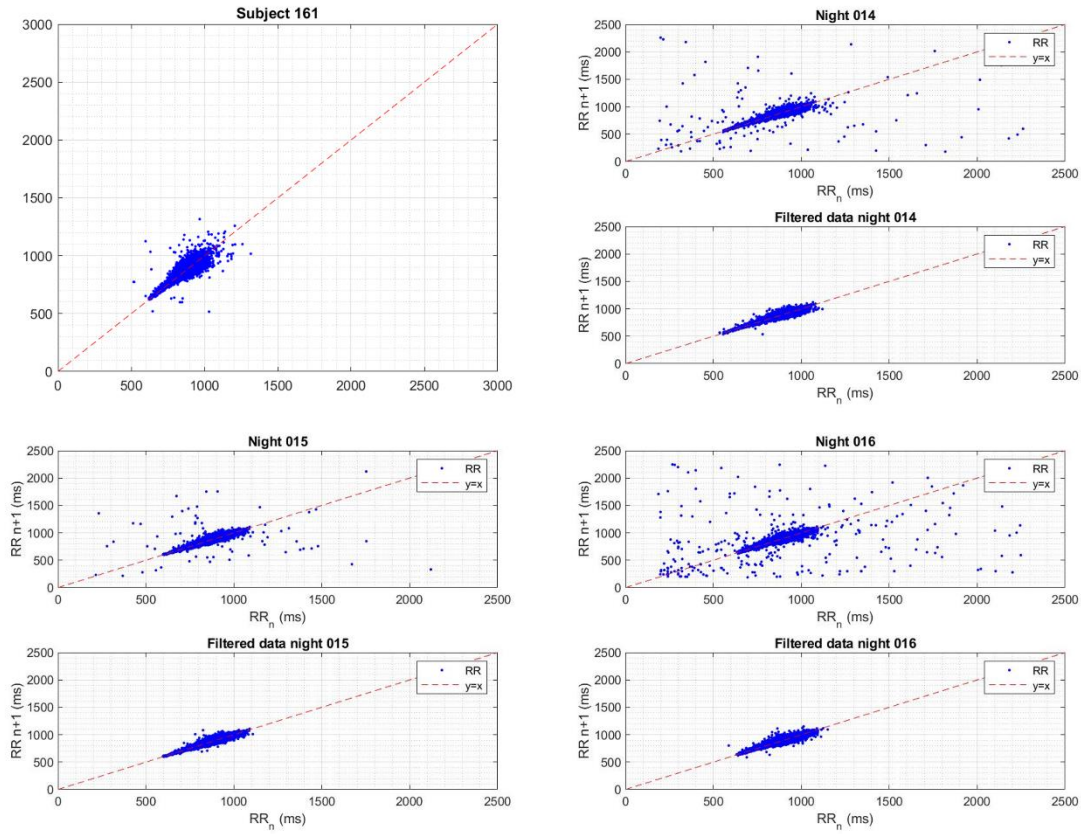 Subject 161
3000
2500
2000
1500
1000
500
0
0 500 1000 1500 2000 2500 3000
Night 014
RR n+1 (ms)
2500
2000
1500
1000
500
0
RR
y=x
0 500 1000 1500 2000 2500
RRn (ms)
Filtered data night 014
RR n+1 (ms)
2500
2000
1500
1000
500
0
RR
y=x
0 500 1000 1500 2000 2500
RRn (ms)
Night 015
RR n+1 (ms)
2500
2000
1500
1000
500
0
RR
y=x
0 500 1000 1500 2000 2500
RRn (ms)
Filtered data night 015
RR n+1 (ms)
2500
2000
1500
1000
500
0
RR
y=x
0 500 1000 1500 2000 2500
RRn (ms)
Night 016
RR n+1 (ms)
2500
2000
1500
1000
500
0
RR
y=x
0 500 1000 1500 2000 2500
RRn (ms)
Filtered data night 016
RR n+1 (ms)
2500
2000
1500
1000
500
0
RR
y=x
0 500 1000 1500 2000 2500
RRn (ms)